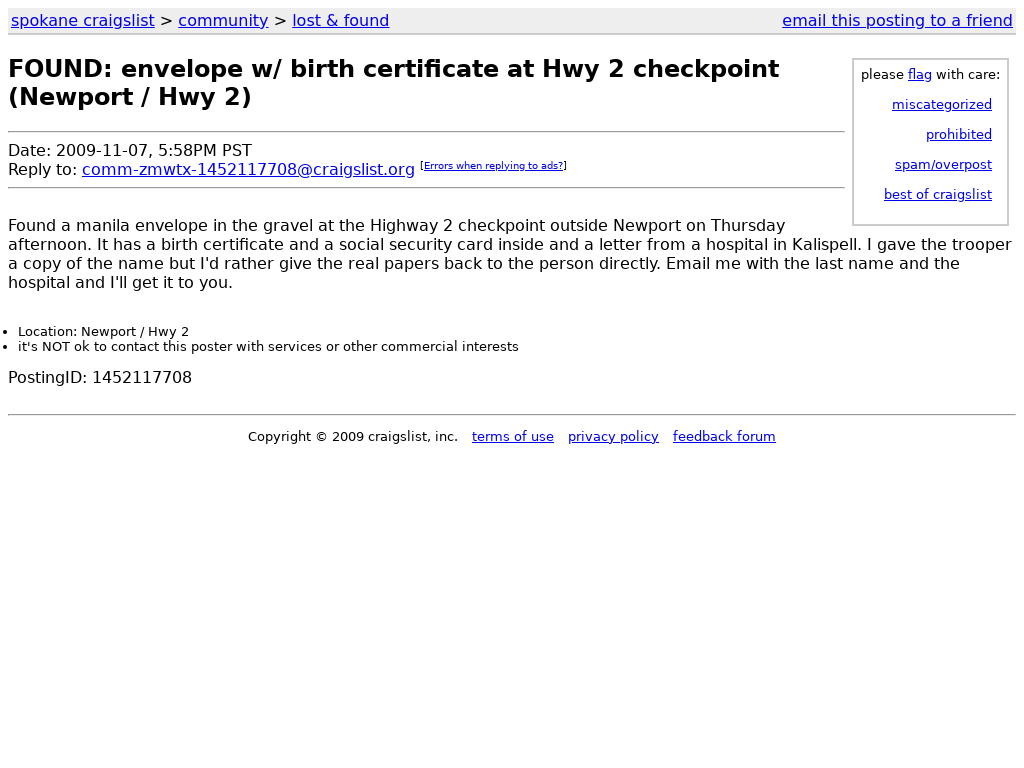 spokane craigslist > community > lost & found email this posting to a friend
FOUND: envelope w/ birth certificate at Hwy 2 checkpoint
(Newport / Hwy 2)
please flag with care:
miscategorized
prohibited
spam/overpost
best of craigslist
Date: 2009-11-07, 5:58PM PST
Reply to: comm-zmwtx-1452117708@craigslist.org [Errors when replying to ads?]
Found a manila envelope in the gravel at the Highway 2 checkpoint outside Newport on Thursday
afternoon. It has a birth certificate and a social security card inside and a letter from a hospital in Kalispell. I gave the trooper
a copy of the name but I'd rather give the real papers back to the person directly. Email me with the last name and the
hospital and I'll get it to you.
• Location: Newport / Hwy 2
• it's NOT ok to contact this poster with services or other commercial interests
PostingID: 1452117708
Copyright © 2009 craigslist, inc. terms of use privacy policy feedback forum